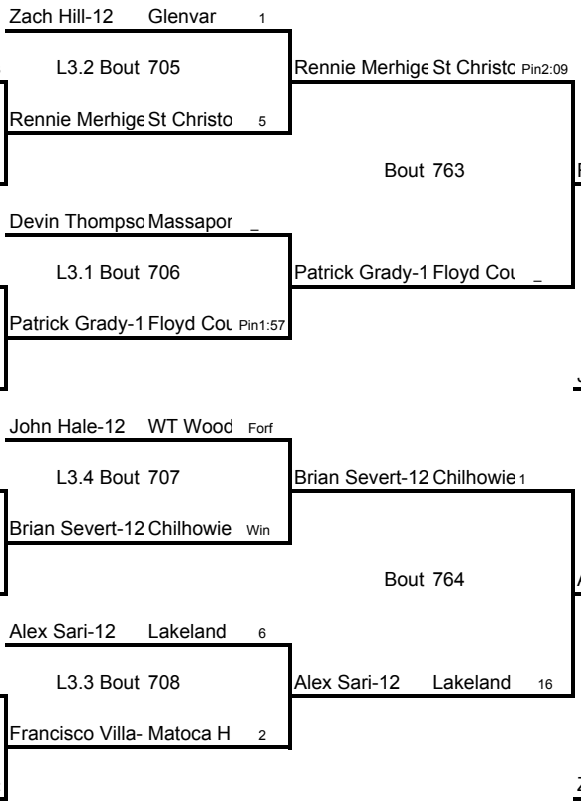 Zach Hill-12 Glenvar 1
L3.2 Bout 705
Rennie Merhige St Christc Pin2:09
Rennie Merhige St Christo 5
Bout 763
Devin Thompsc Massapor _
L3.1 Bout 706
Patrick Grady-1 Floyd Cou _
Patrick Grady-1 Floyd Cou Pin1:57
John Hale-12 WT Wood Forf
L3.4 Bout 707
Brian Severt-12 Chilhowie 1
Brian Severt-12 Chilhowie Win
Bout 764
Alex Sari-12 Lakeland 6
L3.3 Bout 708
Alex Sari-12 Lakeland 16
Francisco Villa- Matoca H 2